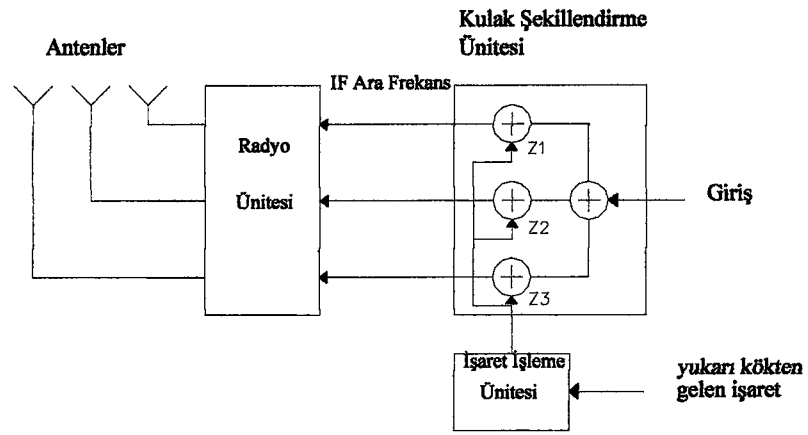 Kulak Şekillendirme
Ünitesi
Antenler
IF Ara Frekans
Radyo
Ünitesi
Z1
Z2
Z3
Giriş
İşaret İşleme
Ünitesi
yukarı kökten
gelen işaret